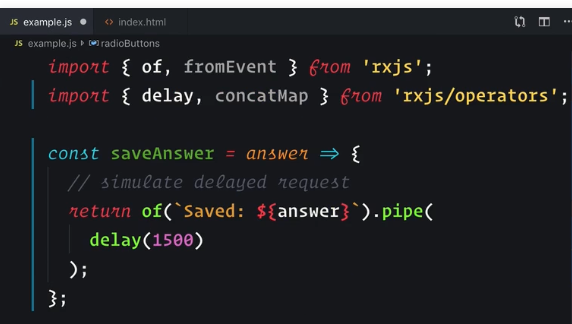 JS example.js ● <> index.html ...
JS example.js ▸ radioButtons
import { of, fromEvent } from 'rxjs';
import { delay, concatMap } from 'rxjs/operators';
const saveAnswer = answer => {
// simulate delayed request
return of(`Saved: ${answer}`).pipe(
delay(1500)
);
};